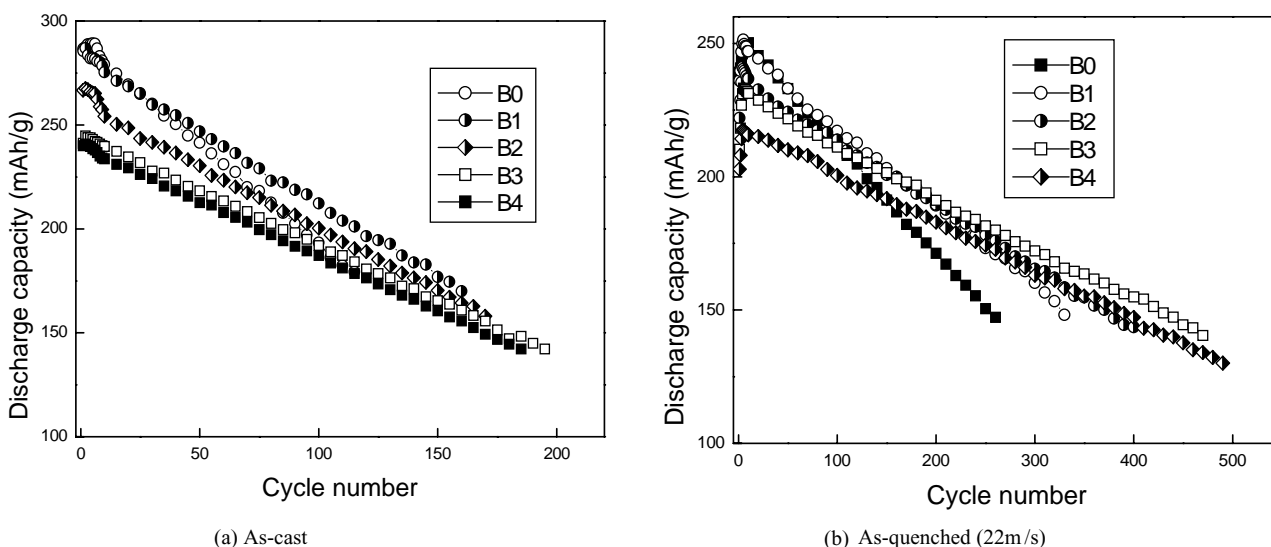 300
250
200
150
100
0
50
100
150
200
Discharge capacity (mAh/g)
Cycle number
B0
B1
B2
B3
B4
(a) As-cast
250
200
150
100
0
100
200
300
400
500
Discharge capacity (mAh/g)
Cycle number
B0
B1
B2
B3
B4
(b) As-quenched (22m/s)